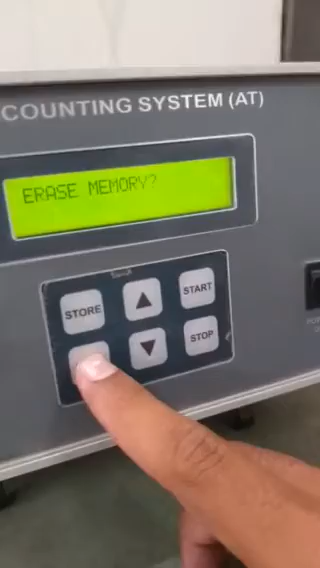 COUNTING SYSTEM (AT)
ERASE MEMORY?
STORE
START
STOP